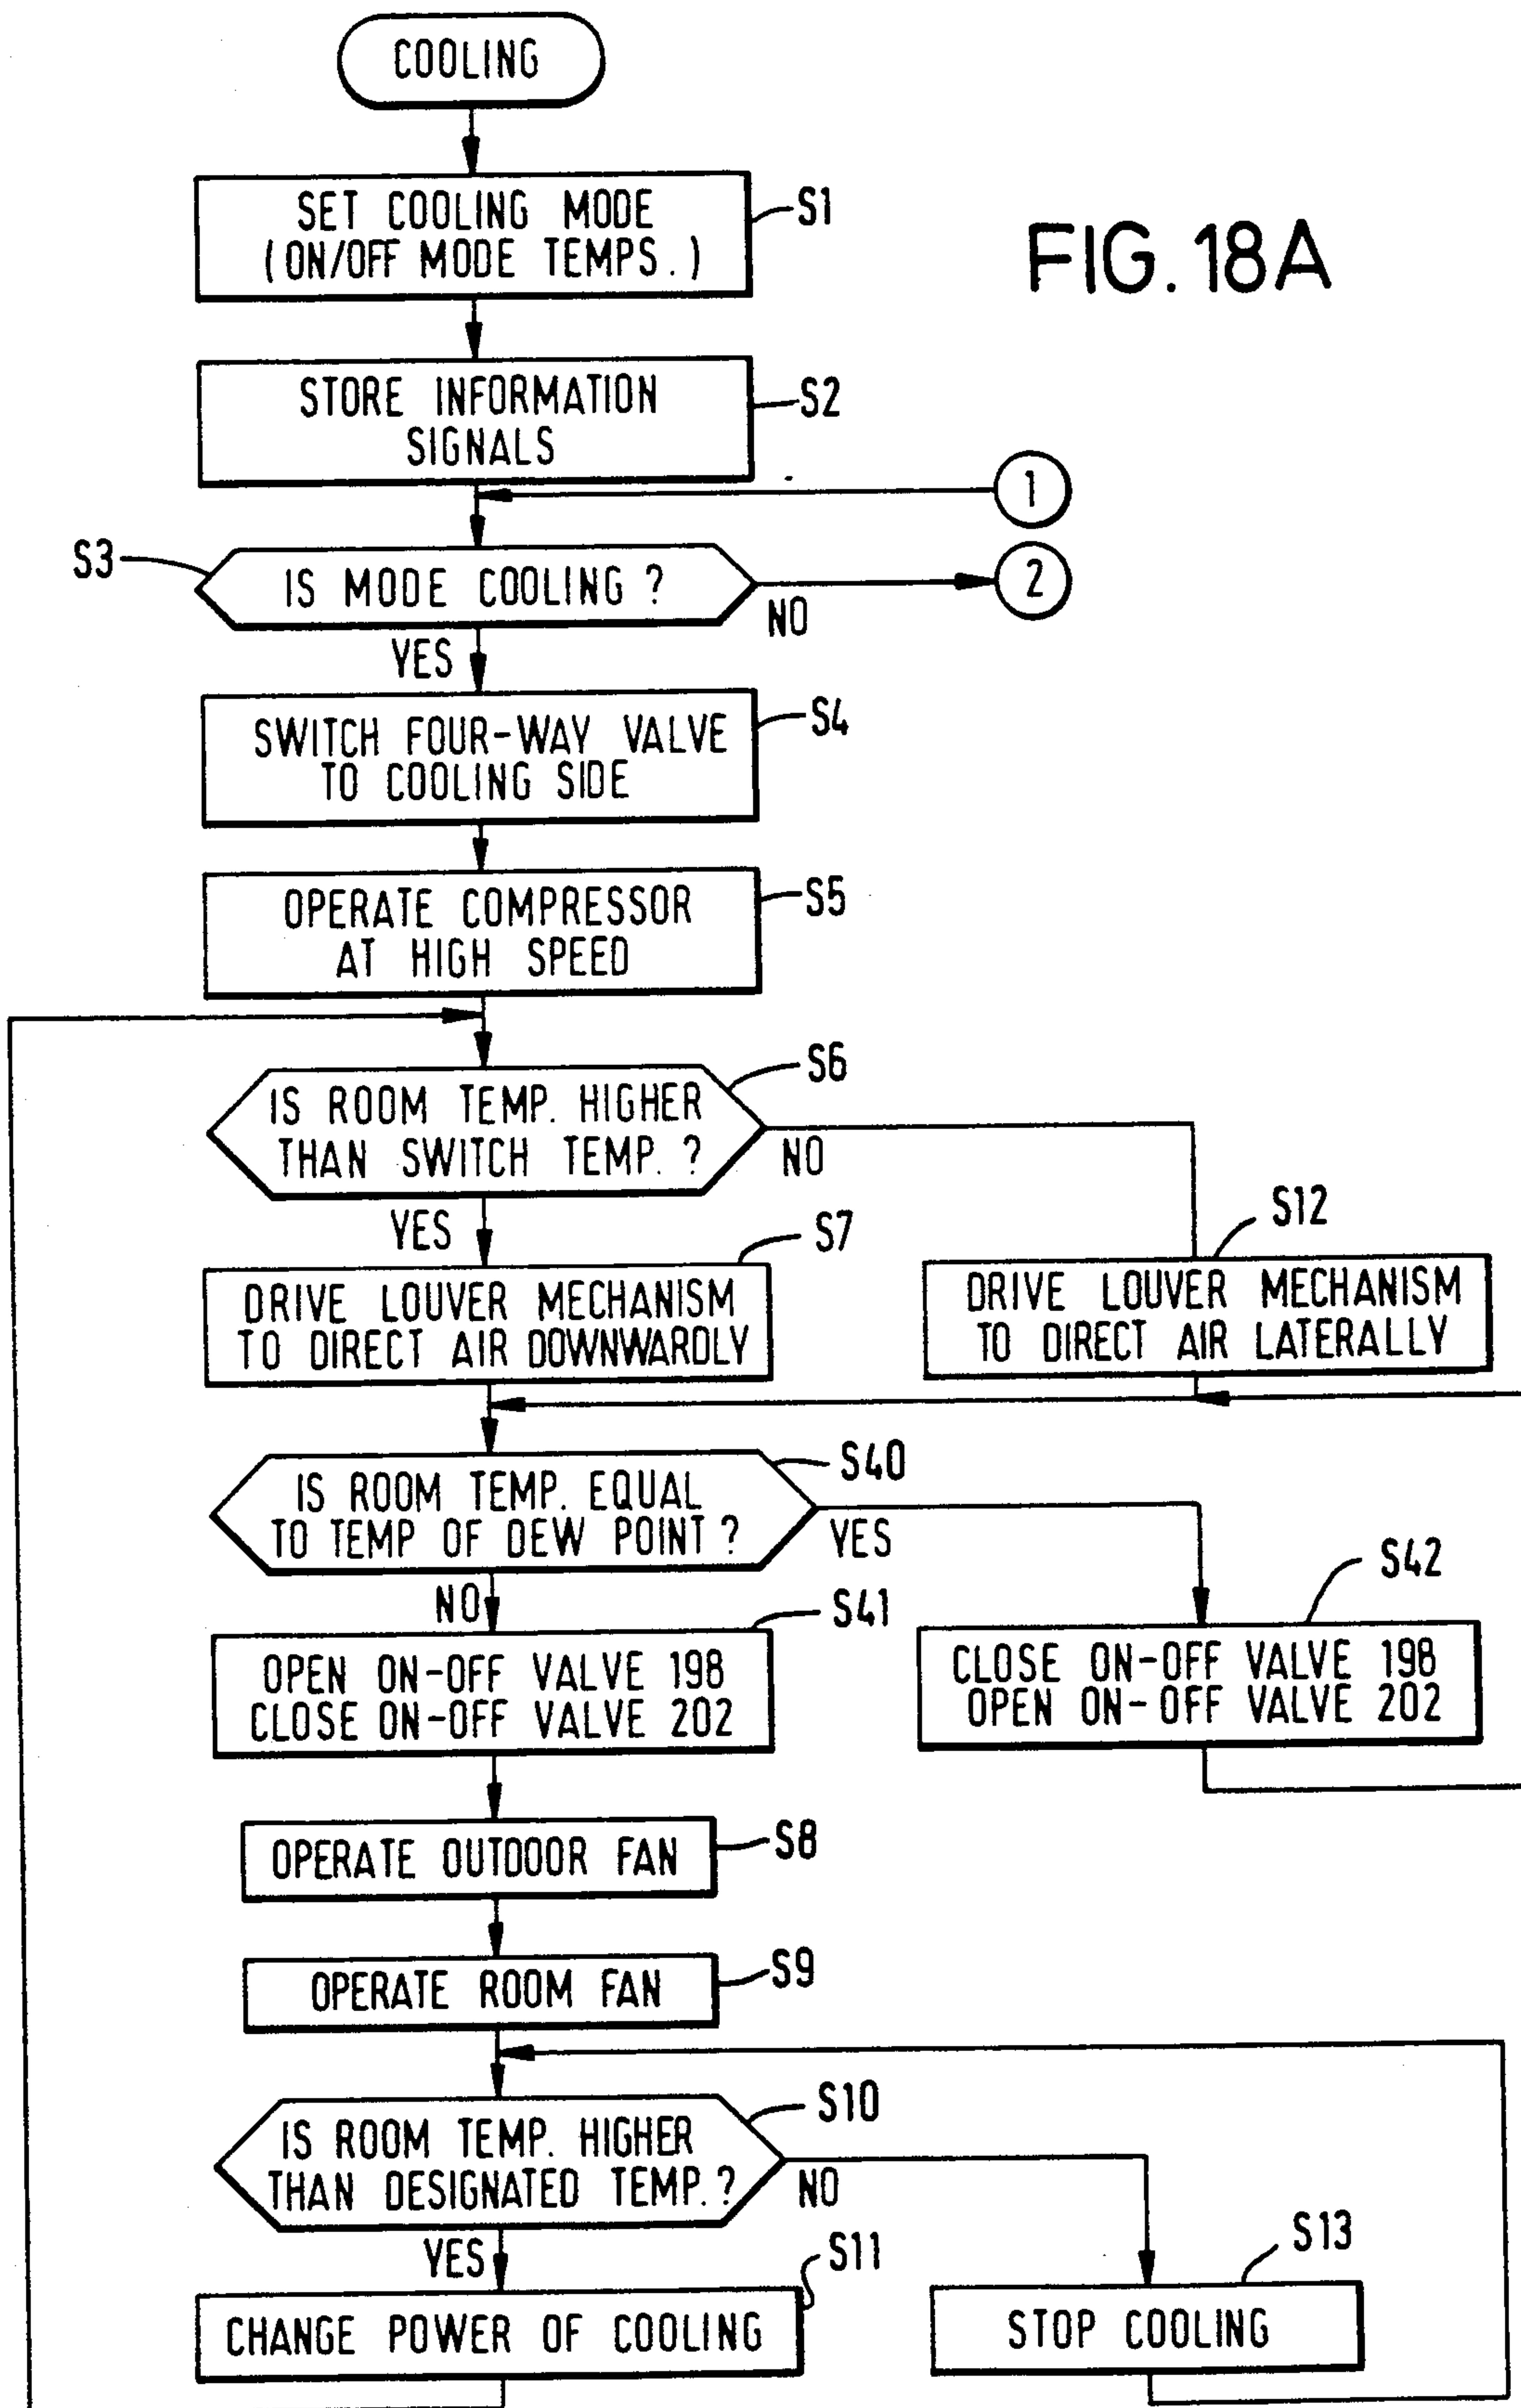 COOLING
SET COOLING MODE
(ON/OFF MODE TEMPS.)
S1
FIG. 18A
STORE INFORMATION
SIGNALS
S2
1
S3
IS MODE COOLING ?
NO
2
YES
SWITCH FOUR-WAY VALVE
TO COOLING SIDE
S4
OPERATE COMPRESSOR
AT HIGH SPEED
S5
S6
IS ROOM TEMP. HIGHER
THAN SWITCH TEMP. ?
NO
YES
S7
DRIVE LOUVER MECHANISM
TO DIRECT AIR DOWNWARDLY
S12
DRIVE LOUVER MECHANISM
TO DIRECT AIR LATERALLY
S40
IS ROOM TEMP. EQUAL
TO TEMP OF DEW POINT ?
YES
NO
S41
OPEN ON-OFF VALVE 198
CLOSE ON-OFF VALVE 202
S42
CLOSE ON-OFF VALVE 198
OPEN ON-OFF VALVE 202
OPERATE OUTDOOR FAN
S8
OPERATE ROOM FAN
S9
S10
IS ROOM TEMP. HIGHER
THAN DESIGNATED TEMP. ?
NO
YES
S11
CHANGE POWER OF COOLING
S13
STOP COOLING